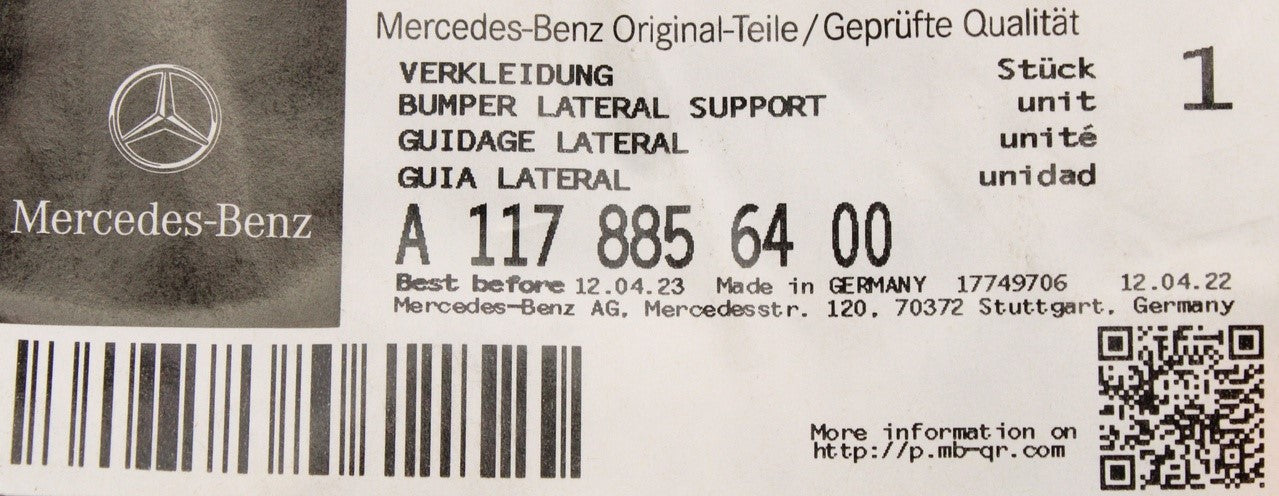 Mercedes-Benz
Mercedes-Benz Original-Teile/Geprüfte Qualität
VERKLEIDUNG Stück 1
BUMPER LATERAL SUPPORT unit
GUIDAGE LATERAL unité
GUIA LATERAL unidad
A 117 885 64 00
Best before 12.04.23 Made in GERMANY 17749706 12.04.22
Mercedes-Benz AG, Mercedesstr. 120, 70372 Stuttgart, Germany
More information on
http://p.mb-qr.com